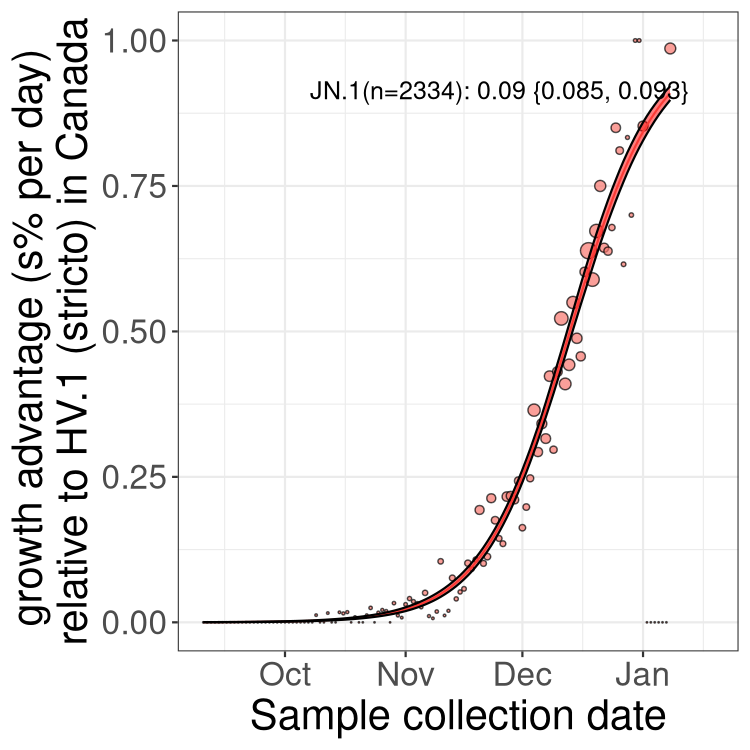 growth advantage (s% per day)
relative to HV.1 (stricto) in Canada
1.00
0.75
0.50
0.25
0.00
JN.1(n=2334): 0.09 {0.085, 0.093}
Oct Nov Dec Jan
Sample collection date